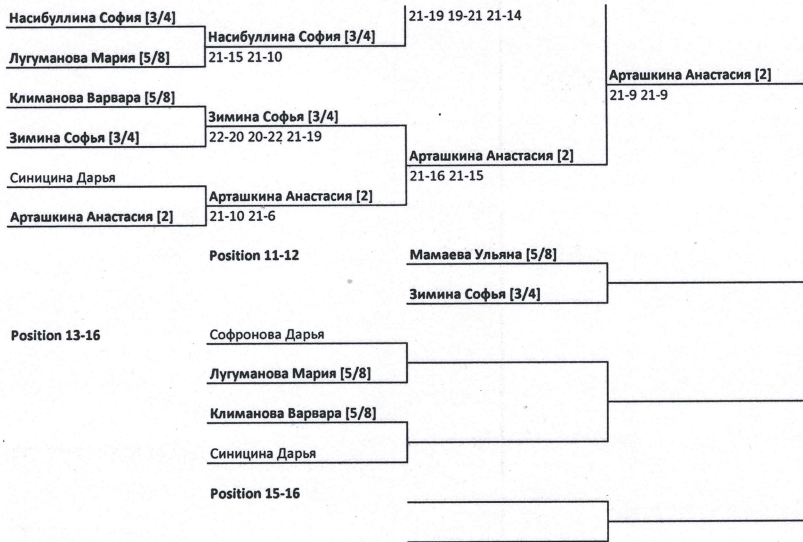 Насибуллина София [3/4]
21-19 19-21 21-14
Насибуллина София [3/4]
Лугуманова Мария [5/8]
21-15 21-10
Арташкина Анастасия [2]
Климанова Варвара [5/8]
21-9 21-9
Зимина Софья [3/4]
Зимина Софья [3/4]
22-20 20-22 21-19
Арташкина Анастасия [2]
Синицина Дарья
21-16 21-15
Арташкина Анастасия [2]
Арташкина Анастасия [2]
21-10 21-6
Position 11-12
Мамаева Ульяна [5/8]
Зимина Софья [3/4]
Position 13-16
Софронова Дарья
Лугуманова Мария [5/8]
Климанова Варвара [5/8]
Синицина Дарья
Position 15-16